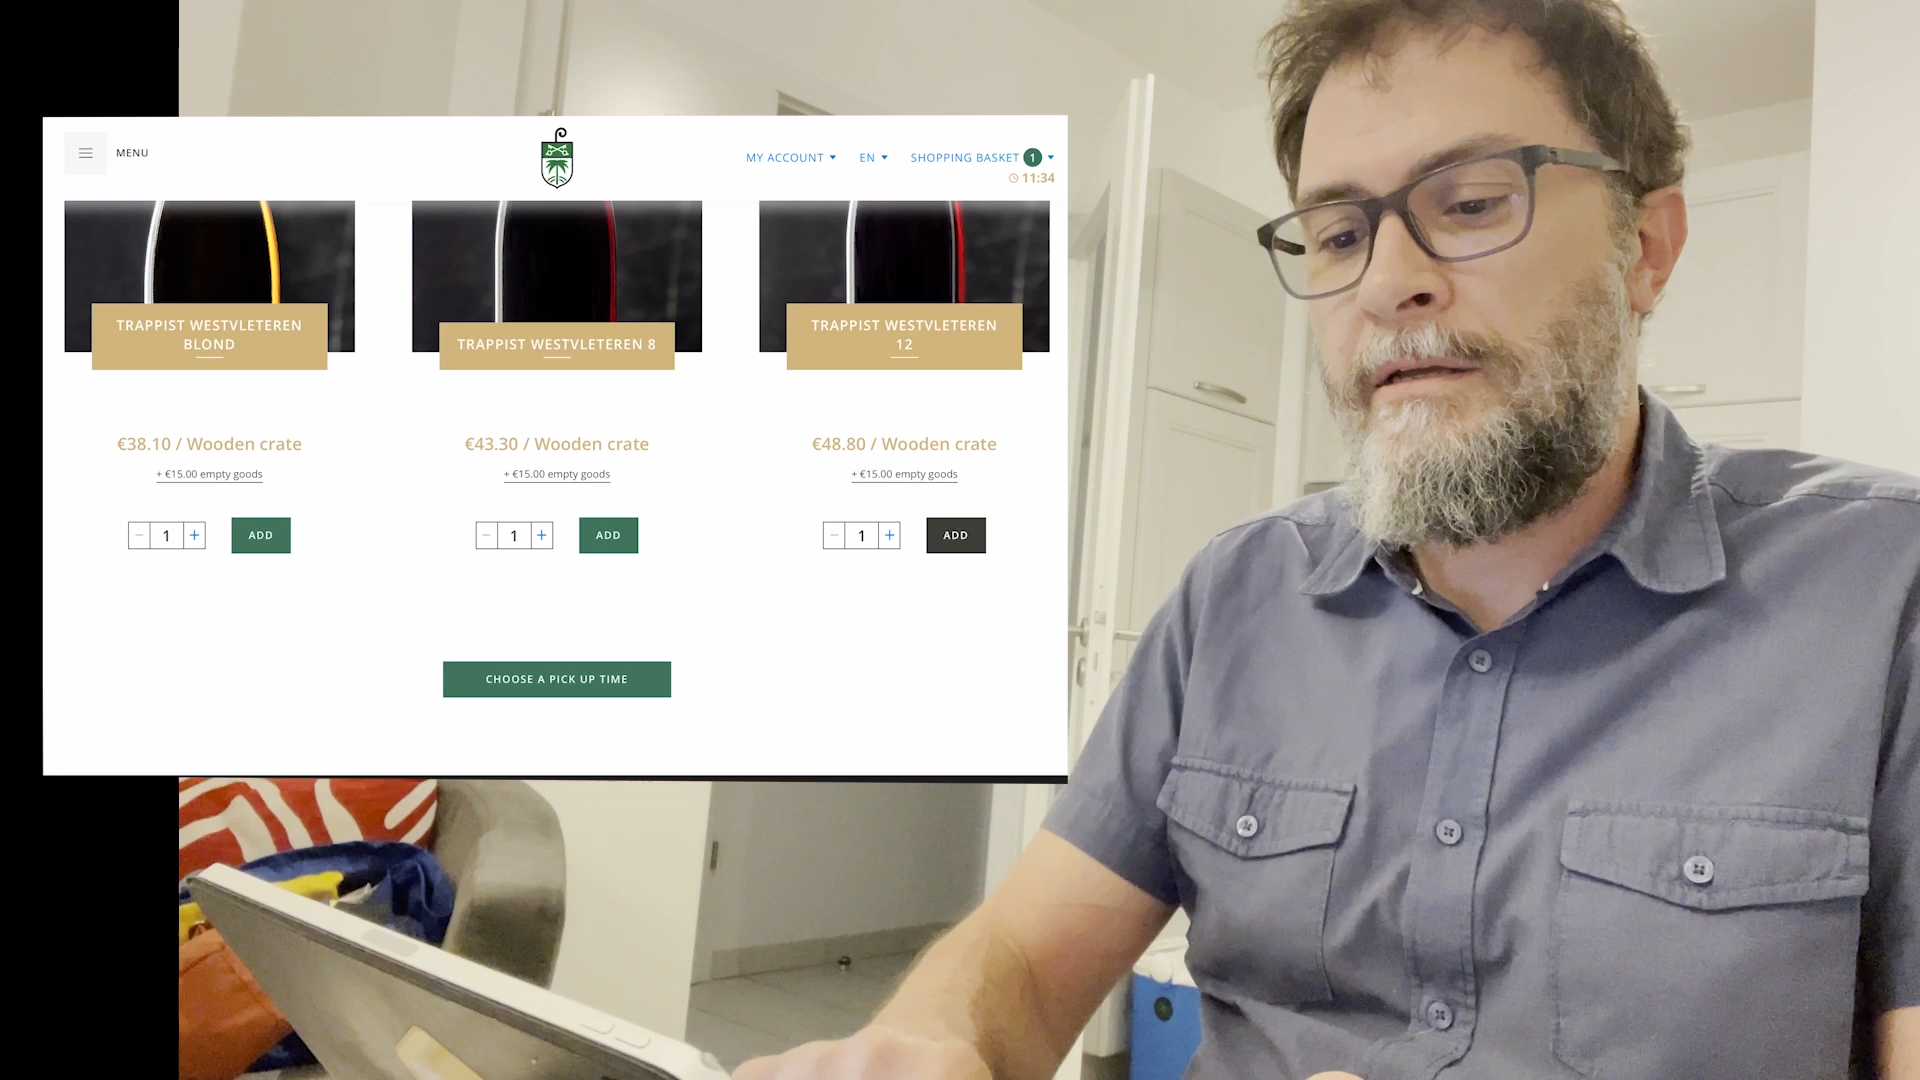 MENU
MY ACCOUNT
EN
SHOPPING BASKET 1
11:34
TRAPPIST WESTVLETEREN
BLOND
€38.10 / Wooden crate
+ €15.00 empty goods
1
ADD
TRAPPIST WESTVLETEREN 8
€43.30 / Wooden crate
+ €15.00 empty goods
1
ADD
TRAPPIST WESTVLETEREN
12
€48.80 / Wooden crate
+ €15.00 empty goods
1
ADD
CHOOSE A PICK UP TIME